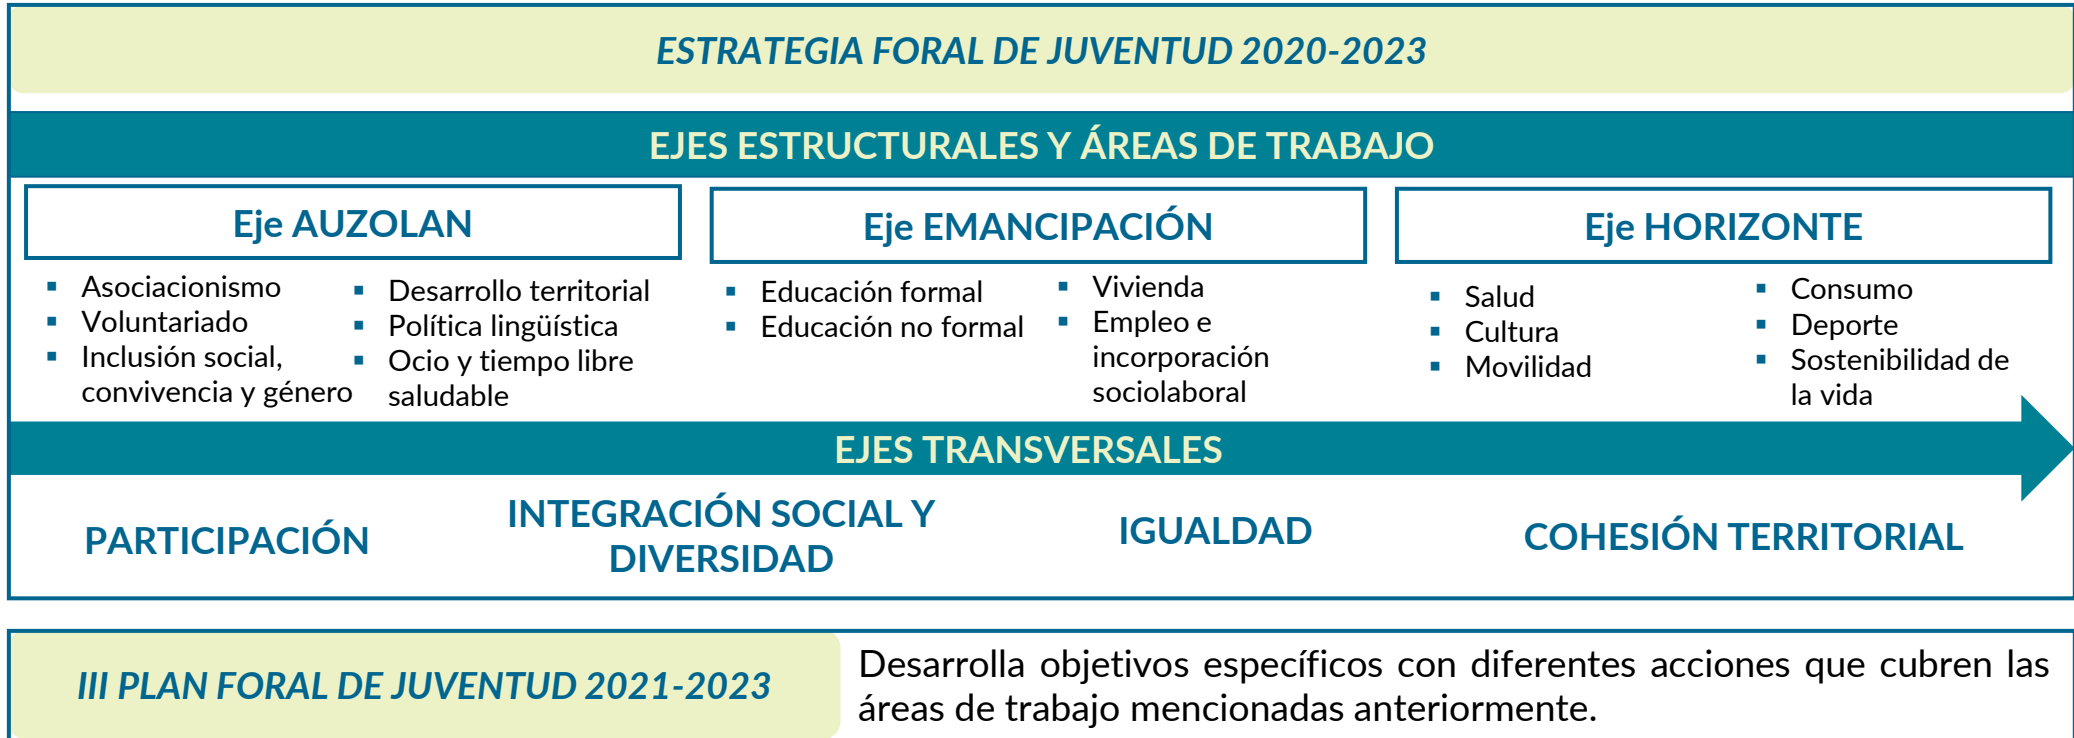 ESTRATEGIA FORAL DE JUVENTUD 2020-2023
EJES ESTRUCTURALES Y ÁREAS DE TRABAJO
Eje AUZOLAN
▪ Asociacionismo
▪ Voluntariado
▪ Inclusión social,
convivencia y género
▪ Desarrollo territorial
▪ Política lingüística
▪ Ocio y tiempo libre
saludable
Eje EMANCIPACIÓN
▪ Educación formal
▪ Educación no formal
▪ Vivienda
▪ Empleo e
incorporación
sociolaboral
Eje HORIZONTE
▪ Salud
▪ Cultura
▪ Movilidad
▪ Consumo
▪ Deporte
▪ Sostenibilidad de
la vida
EJES TRANSVERSALES
PARTICIPACIÓN
INTEGRACIÓN SOCIAL Y
DIVERSIDAD
IGUALDAD
COHESIÓN TERRITORIAL
III PLAN FORAL DE JUVENTUD 2021-2023
Desarrolla objetivos específicos con diferentes acciones que cubren las
áreas de trabajo mencionadas anteriormente.